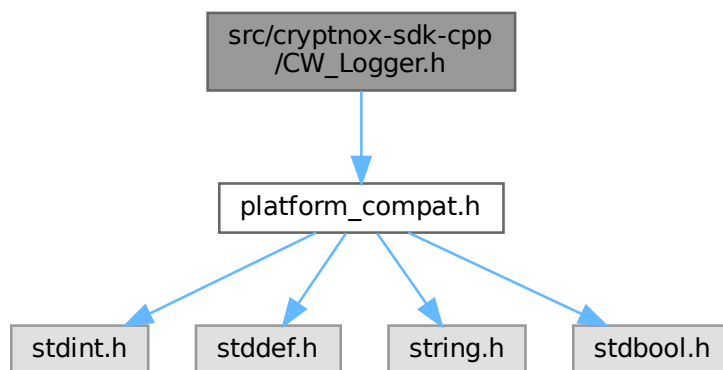 src/cryptnox-sdk-cpp
/CW_Logger.h
platform_compat.h
stdint.h
stddef.h
string.h
stdbool.h